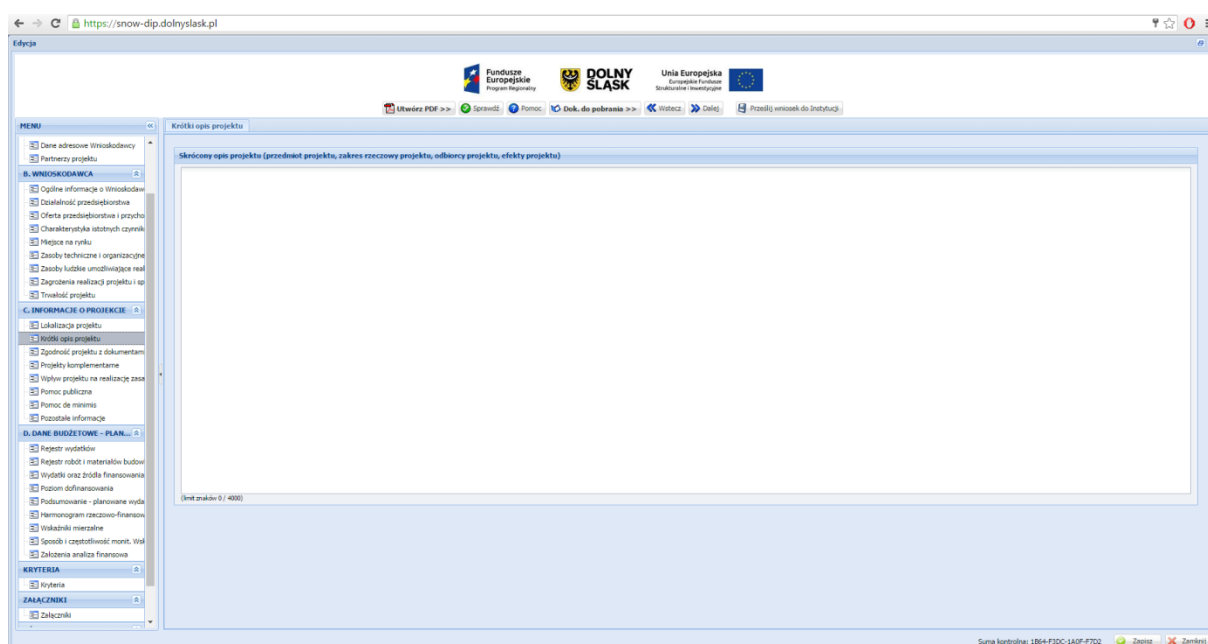 https://snow-dip.dolnyslask.pl
Edycja
Fundusze
Europejskie
Program Regionalny
DOLNY
ŚLĄSK
Unia Europejska
Europejskie Fundusze
Strukturalne i Inwestycyjne
Utwórz PDF >> Sprawdź Pomoc Dok. do pobrania >> Wstecz Dalej Prześlij wniosek do Instytucji
MENU
Krótki opis projektu
Dane adresowe Wnioskodawcy
Partnerzy projektu
B. WNIOSKODAWCA
Ogólne informacje o Wnioskodaw
Działalność przedsiębiorstwa
Oferta przedsiębiorstwa i przycho
Charakterystyka istotnych czynnik
Miejsce na rynku
Zasoby techniczne i organizacyjne
Zasoby ludzkie umożliwiające real
Zagrożenia realizacji projektu i sp
Trwałość projektu
C. INFORMACJE O PROJEKCIE
Lokalizacja projektu
Krótki opis projektu
Zgodność projektu z dokumentam
Projekty komplementarne
Wpływ projektu na realizację zasa
Pomoc publiczna
Pomoc de minimis
Pozostałe informacje
D. DANE BUDŻETOWE - PLAN...
Rejestr wydatków
Rejestr robót i materiałów budow
Wydatki oraz źródła finansowania
Poziom dofinansowania
Podsumowanie - planowane wyda
Harmonogram rzeczowo-finansow
Wskaźniki mierzalne
Sposób i częstotliwość monit. Wsk
Założenia analiza finansowa
KRYTERIA
Kryteria
ZAŁĄCZNIKI
Załączniki
Skrócony opis projektu (przedmiot projektu, zakres rzeczowy projektu, odbiorcy projektu, efekty projektu)
(limit znaków 0 / 4000)
Suma kontrolna: 1B64-F3DC-1A0F-F7D2 Zapisz Zamknij